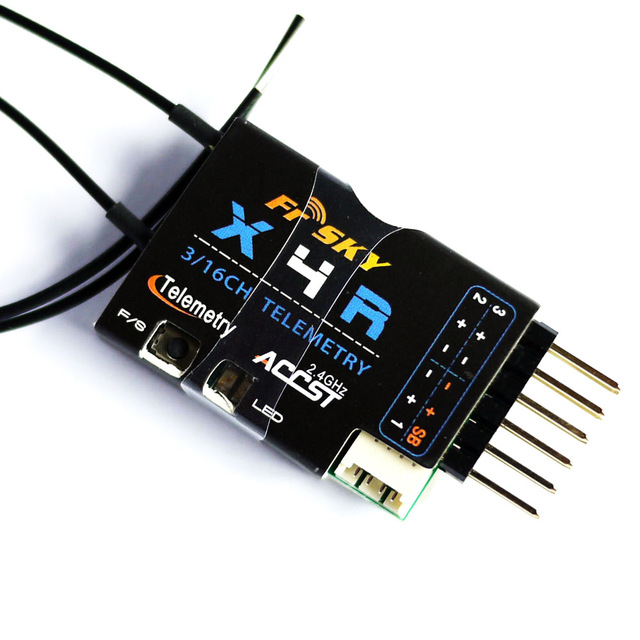 FrSKY
X4R
3/16CH TELEMETRY
Telemetry
F/S
ACCST
2.4GHz
LED
2 3
+ +
- -
- -
+ +
1 SB